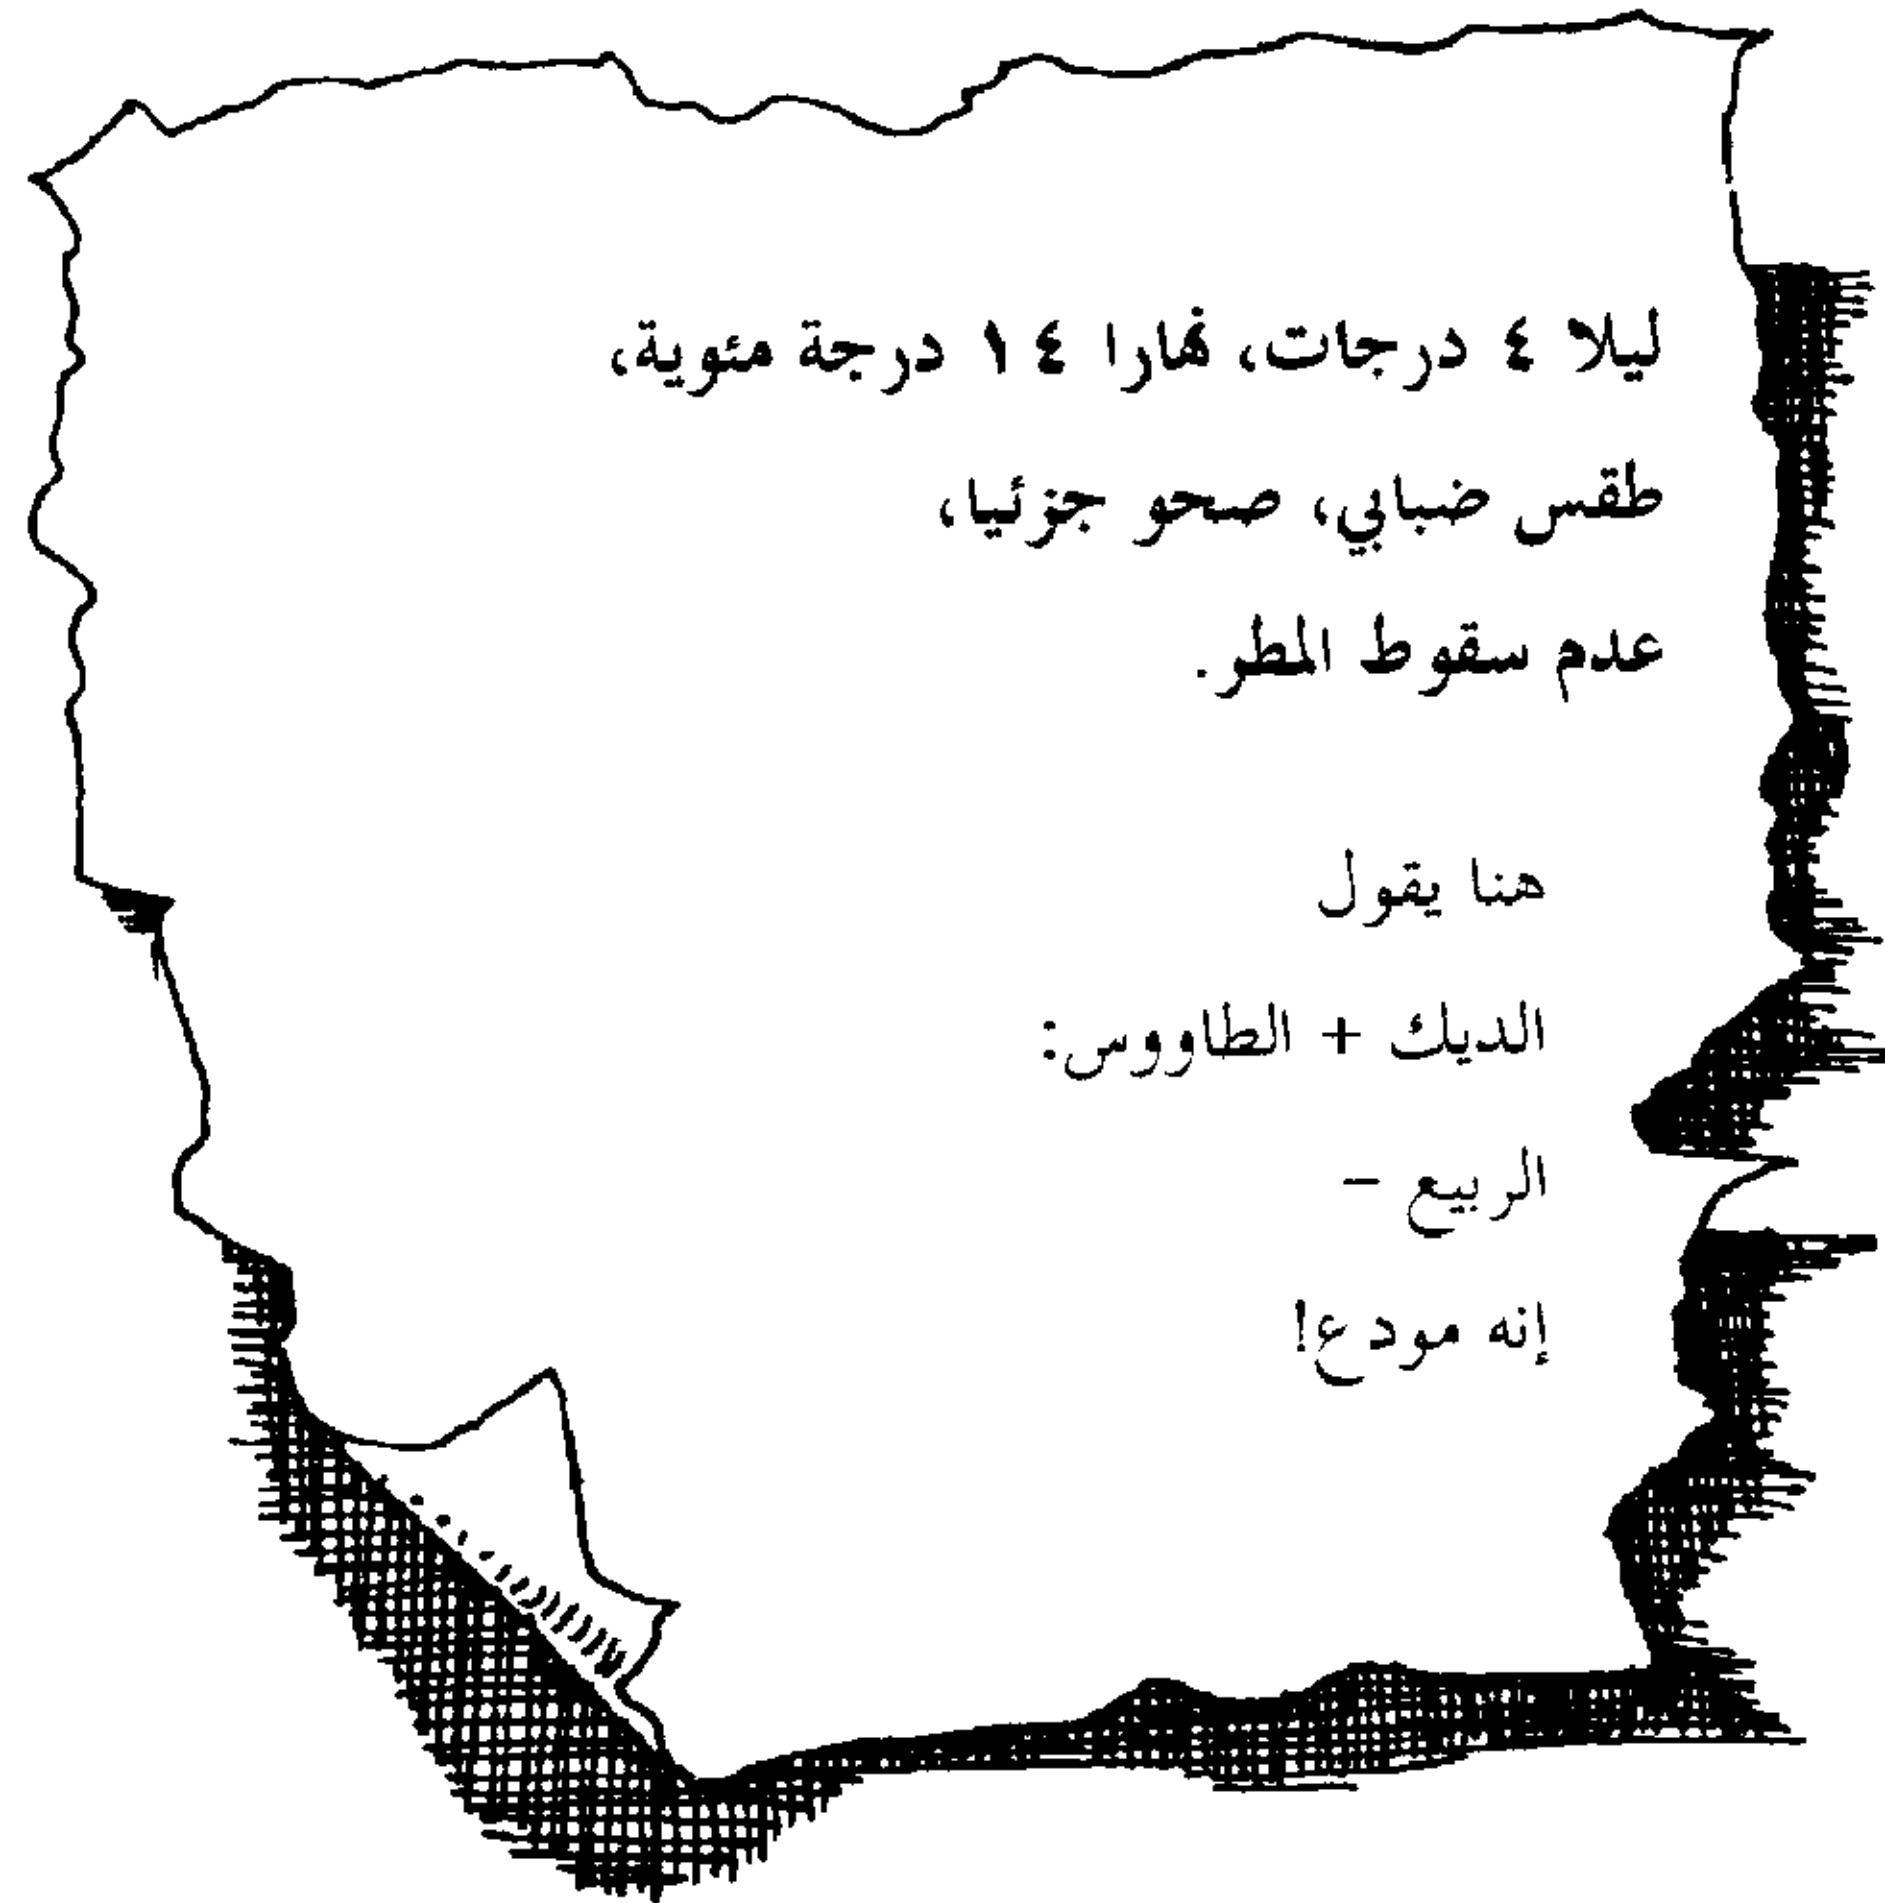 ليلا ٤ درجات، نهارا ١٤ درجة مئوية،
طقس ضبابي، صحو جزئيا،
عدم سقوط المطر.
هنا يقول
الديك + الطاووس:
الربيع –
إنه مودع!